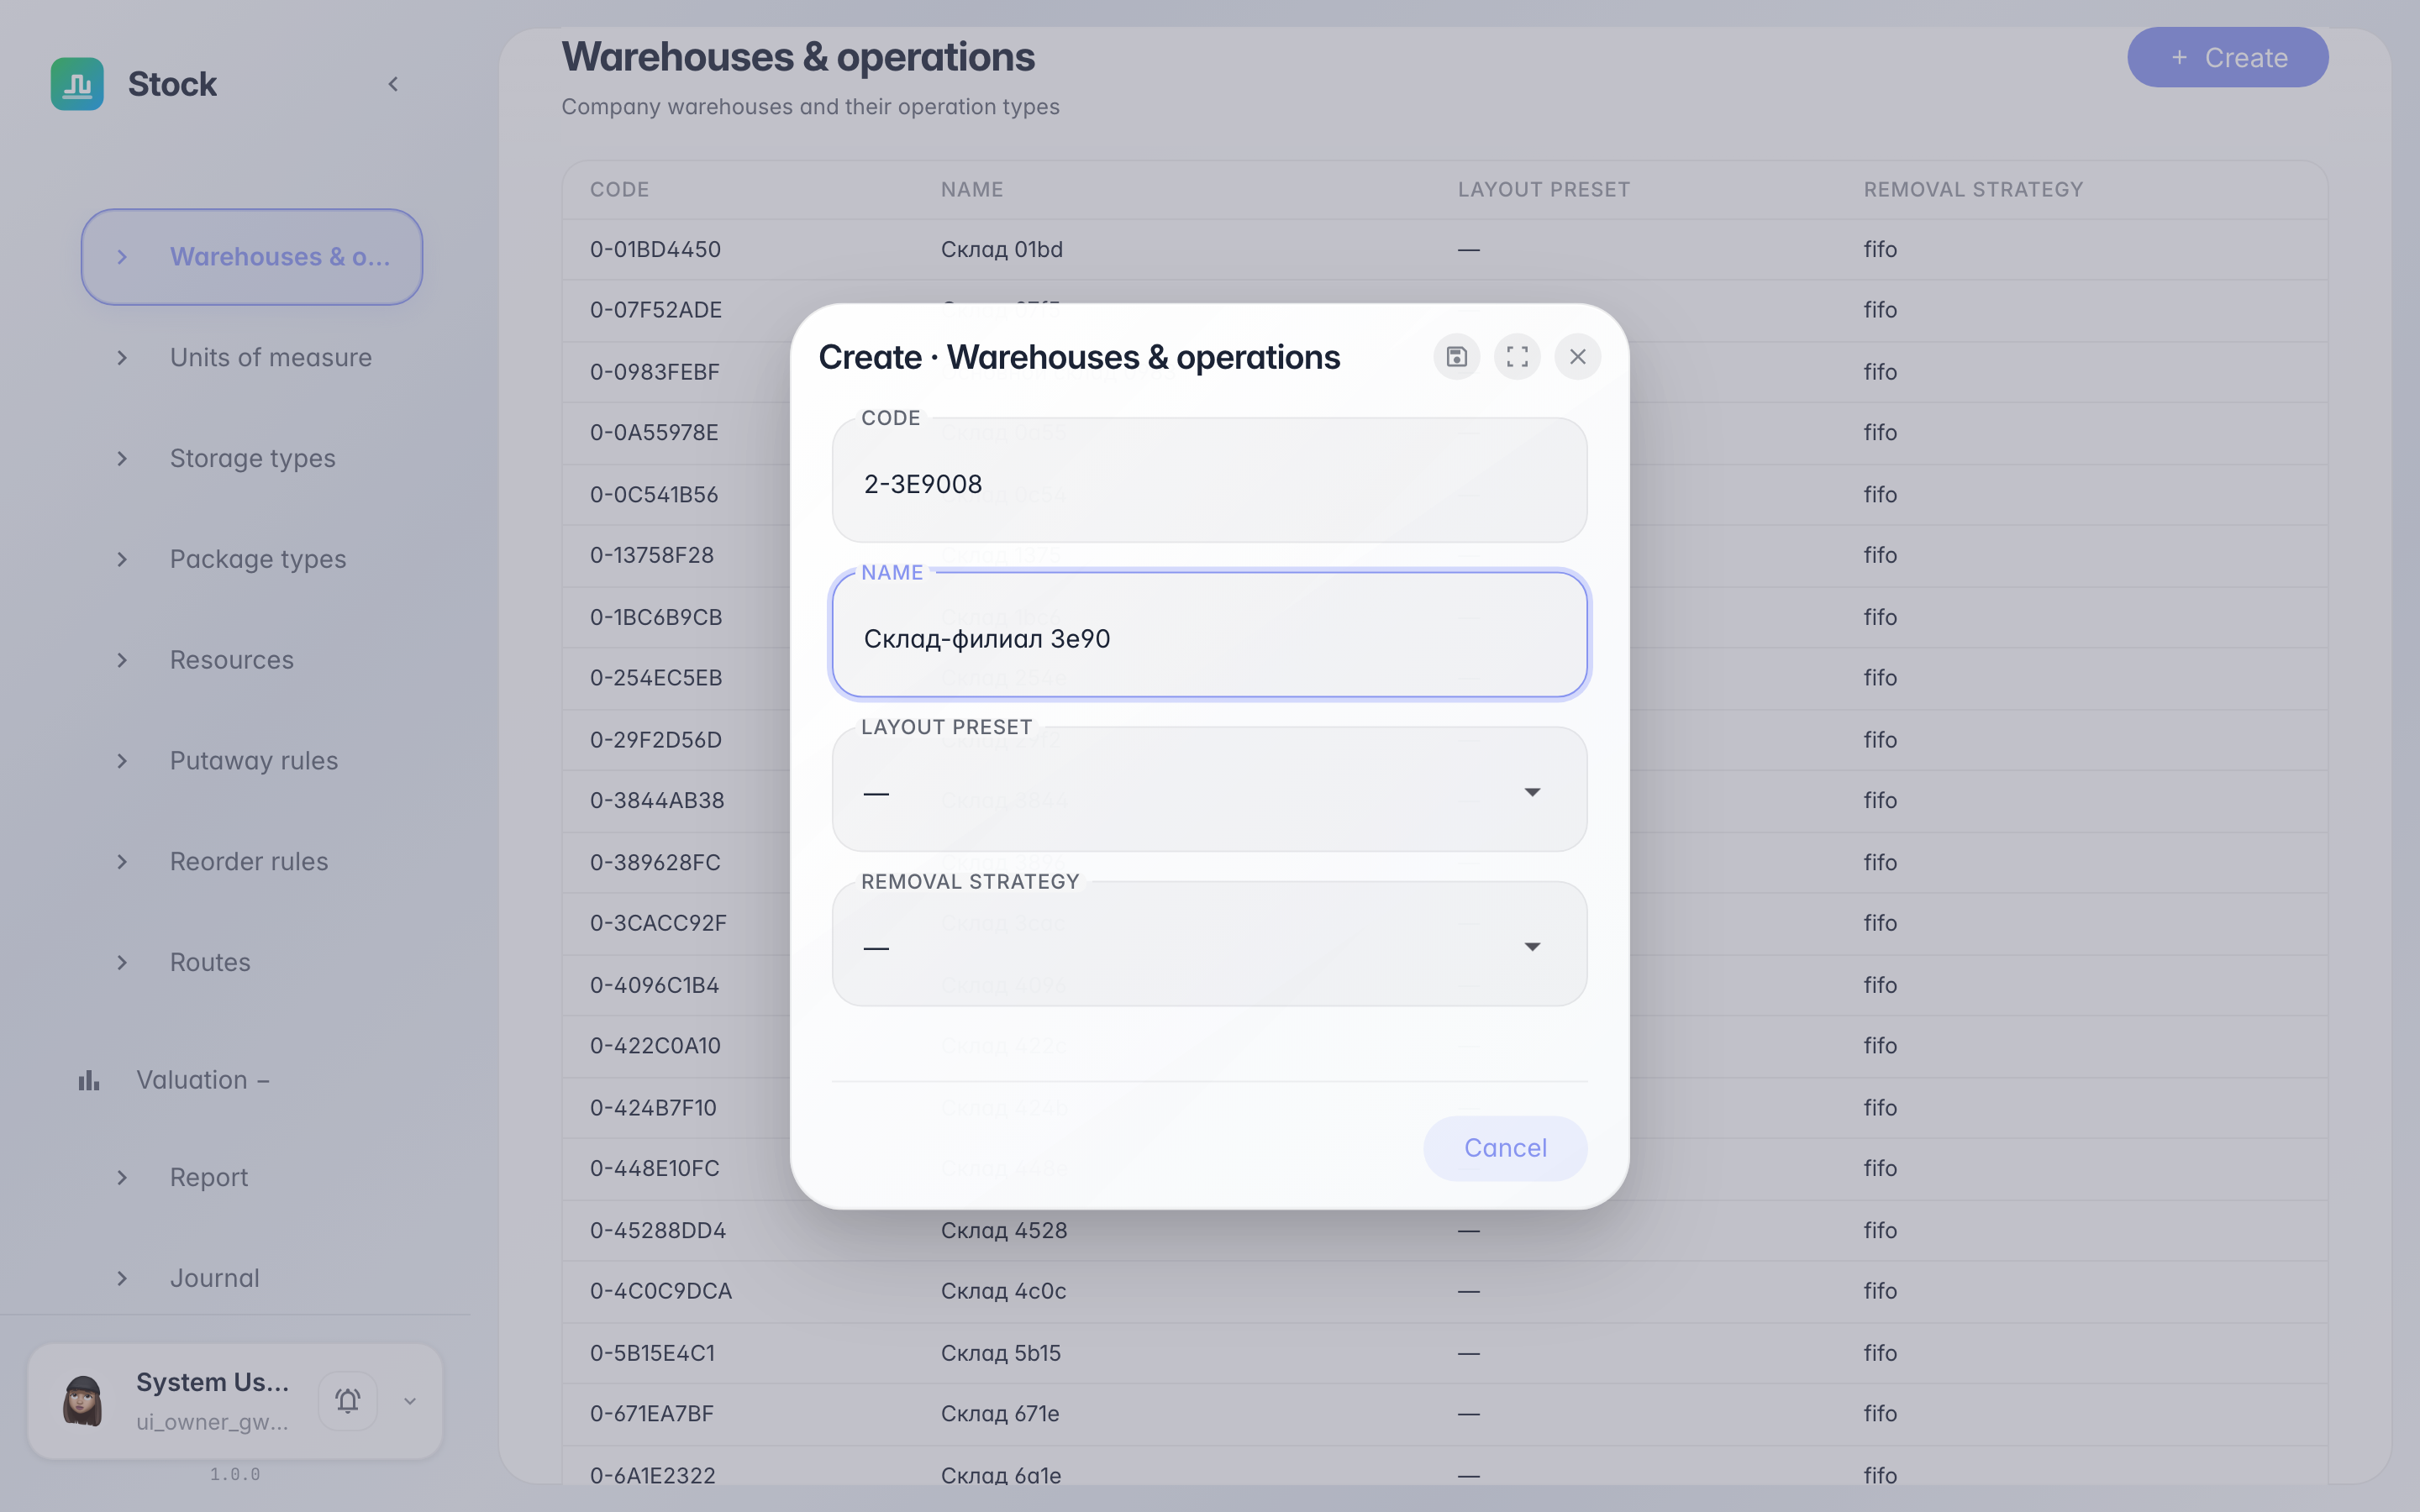 Stock
Warehouses & o...
Units of measure
Storage types
Package types
Resources
Putaway rules
Reorder rules
Routes
Valuation –
Report
Journal
System Us...
ui_owner_gw...
1.0.0
Warehouses & operations
+ Create
Company warehouses and their operation types
CODE NAME LAYOUT PRESET REMOVAL STRATEGY
0-01BD4450 Склад 01bd — fifo
0-07F52ADE fifo
0-0983FEBF fifo
0-0A55978E fifo
0-0C541B56 fifo
0-13758F28 fifo
0-1BC6B9CB fifo
0-254EC5EB fifo
0-29F2D56D fifo
0-3844AB38 fifo
0-389628FC fifo
0-3CACC92F fifo
0-4096C1B4 fifo
0-422C0A10 fifo
0-424B7F10 fifo
0-448E10FC fifo
0-45288DD4 Склад 4528 — fifo
0-4C0C9DCA Склад 4c0c — fifo
0-5B15E4C1 Склад 5b15 — fifo
0-671EA7BF Склад 671e — fifo
0-6A1E2322 Склад 6a1e — fifo
Create · Warehouses & operations
CODE
2-3E9008
NAME
Склад-филиал 3e90
LAYOUT PRESET
—
REMOVAL STRATEGY
—
Cancel